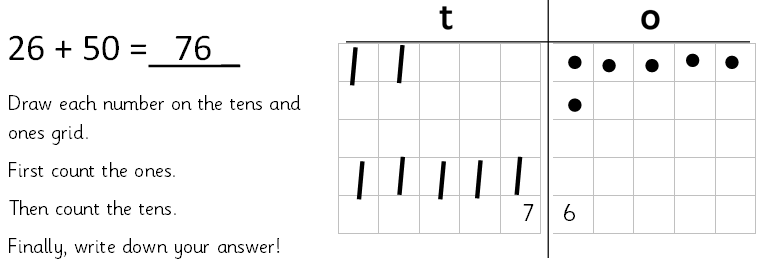 t o
26 + 50 = 76
Draw each number on the tens and
ones grid.
First count the ones.
Then count the tens.
7 6
Finally, write down your answer!